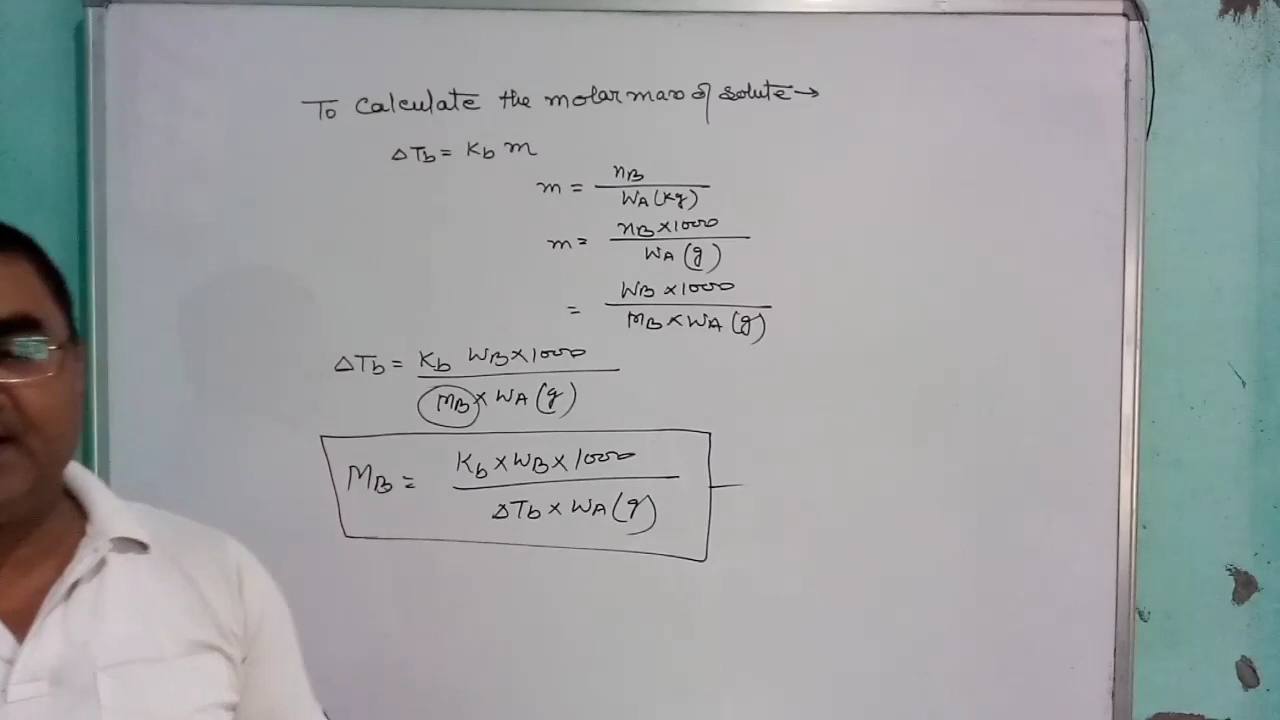 To Calculate the molar mass of solute →
ΔTb = Kb m
m = nB / WA (Kg)
m = nB × 1000 / WA (g)
= WB × 1000 / MB × WA (g)
ΔTb = Kb WB × 1000 / MB × WA (g)
MB = Kb × WB × 1000 / ΔTb × WA (g)